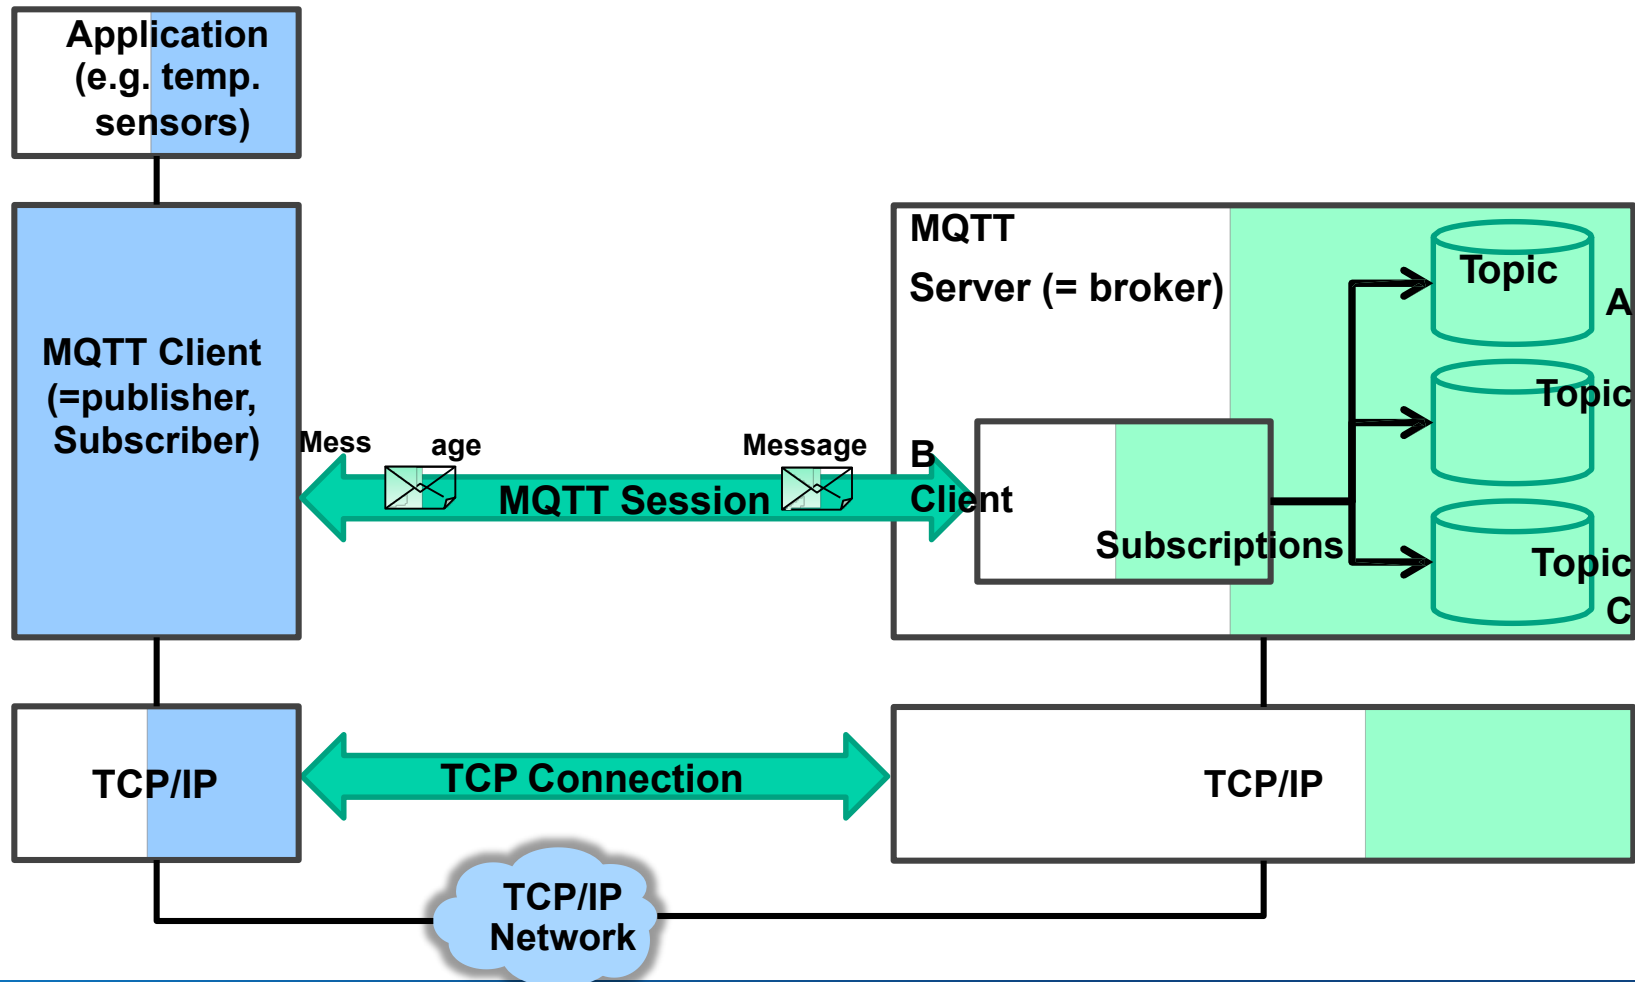 Application
(e.g. temp.
sensors)
MQTT Client
(=publisher,
Subscriber)
Mess age
Message
MQTT Session
MQTT
Server (= broker)
B
Client
Subscriptions
Topic
A
Topic
Topic
C
TCP/IP
TCP Connection
TCP/IP
TCP/IP
Network